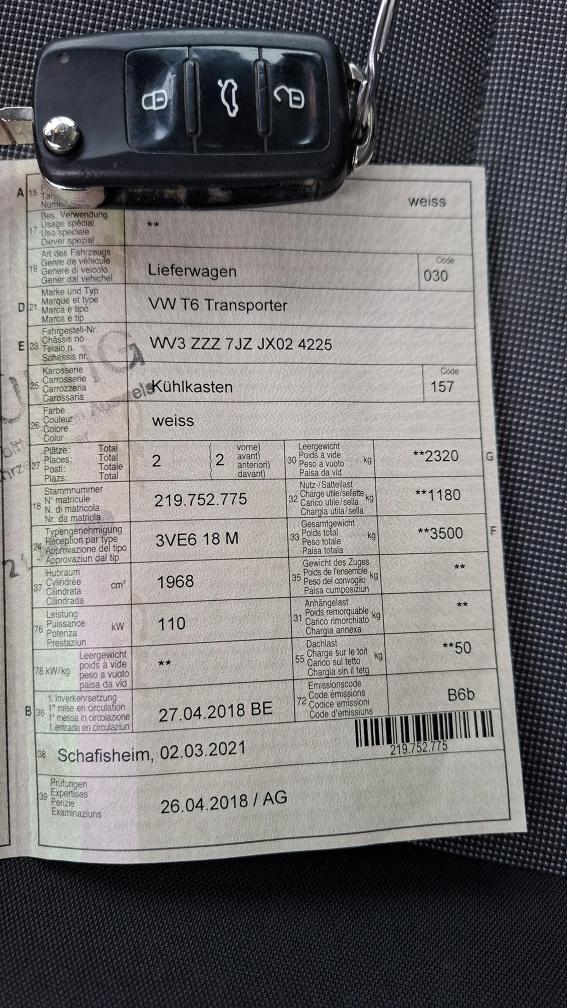 A 15 weiss
17 Bes. Verwendung **
Usage spécial
Uso speciale
Diever spezial
19 Art des Fahrzeugs Lieferwagen Code
Genre de véhicule 030
Genere di veicolo
Gener dal vehichel
D 21 Marke und Typ VW T6 Transporter
Marque et type
Marca e tipo
Marca e tip
E 23 Fahrgestell-Nr. WV3 ZZZ 7JZ JX02 4225
Châssis no
Telaio n.
Schassis nr.
25 Karosserie Kühlkasten Code
Carrosserie 157
Carrozzeria
Carossaria
26 Farbe weiss
Couleur
Colore
Colur
27 Plätze: Total 2 (2 vorne)
Places: Total avant)
Posti: Totale anteriori)
Plazs: Total davant)
30 Leergewicht kg **2320 G
Poids à vide
Peso a vuoto
Paisa da vid
18 Stammnummer 219.752.775
N° matricule
N. di matricola
Nr. da matricla
32 Nutz-/Sattellast kg **1180
Charge utile/sellette
Carico utile/sella
Chargia utila/sella
24 Typengenehmigung 3VE6 18 M
Réception par type
Approvazione del tipo
Approvaziun dal tip
33 Gesamtgewicht kg **3500 F
Poids total
Peso totale
Paisa totala
37 Hubraum cm³ 1968
Cylindrée
Cilindrata
Cilindrada
35 Gewicht des Zuges kg **
Poids de l'ensemble
Peso del convoglio
Paisa cumposiziun
76 Leistung kW 110
Puissance
Potenza
Prestaziun
31 Anhängelast kg **
Poids remorquable
Carico rimorchiato
Chargia annexa
78 kW/kg Leergewicht **
poids à vide
peso a vuoto
paisa da vid
55 Dachlast kg **50
Charge sur le toit
Carico sul tetto
Chargia sin il tetg
B 36 1. Inverkehrsetzung 27.04.2018 BE
1re mise en circulation
1a messa in circolazione
1. entrada en circulaziun
72 Emissionscode B6b
Code émissions
Codice emissioni
Code d'emissiuns
38 Schafisheim, 02.03.2021
219.752.775
39 Prüfungen 26.04.2018 / AG
Expertises
Perizie
Examinaziuns